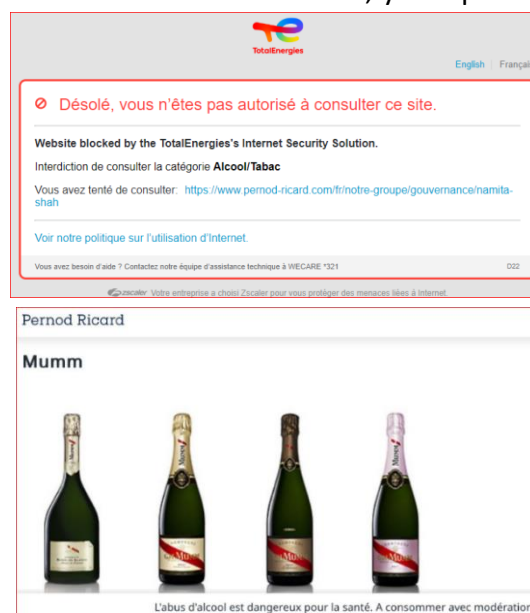 TotalEnergies
English Françai
Désolé, vous n'êtes pas autorisé à consulter ce site.
Website blocked by the TotalEnergies's Internet Security Solution.
Interdiction de consulter la catégorie Alcool/Tabac
Vous avez tenté de consulter: https://www.pernod-ricard.com/fr/notre-groupe/gouvernance/namita-
shah
Voir notre politique sur l'utilisation d'Internet.
Vous avez besoin d'aide ? Contactez notre équipe d'assistance technique à WECARE *321 D22
zscaler Votre entreprise a choisi Zscaler pour vous protéger des menaces liées à Internet.
Pernod Ricard
Mumm
L'abus d'alcool est dangereux pour la santé. A consommer avec modération